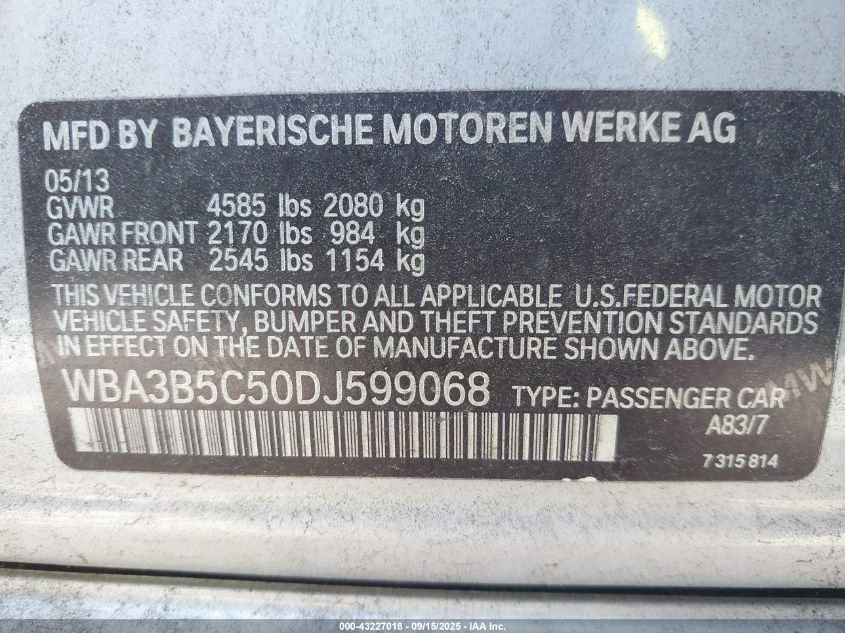 MFD BY BAYERISCHE MOTOREN WERKE AG
05/13
GVWR 4585 lbs 2080 kg
GAWR FRONT 2170 lbs 984 kg
GAWR REAR 2545 lbs 1154 kg
THIS VEHICLE CONFORMS TO ALL APPLICABLE U.S.FEDERAL MOTOR
VEHICLE SAFETY, BUMPER AND THEFT PREVENTION STANDARDS
IN EFFECT ON THE DATE OF MANUFACTURE SHOWN ABOVE.
WBA3B5C50DJ599068 TYPE: PASSENGER CAR
A83/7
7 315 814
000-43227018 - 09/15/2025 - IAA Inc.